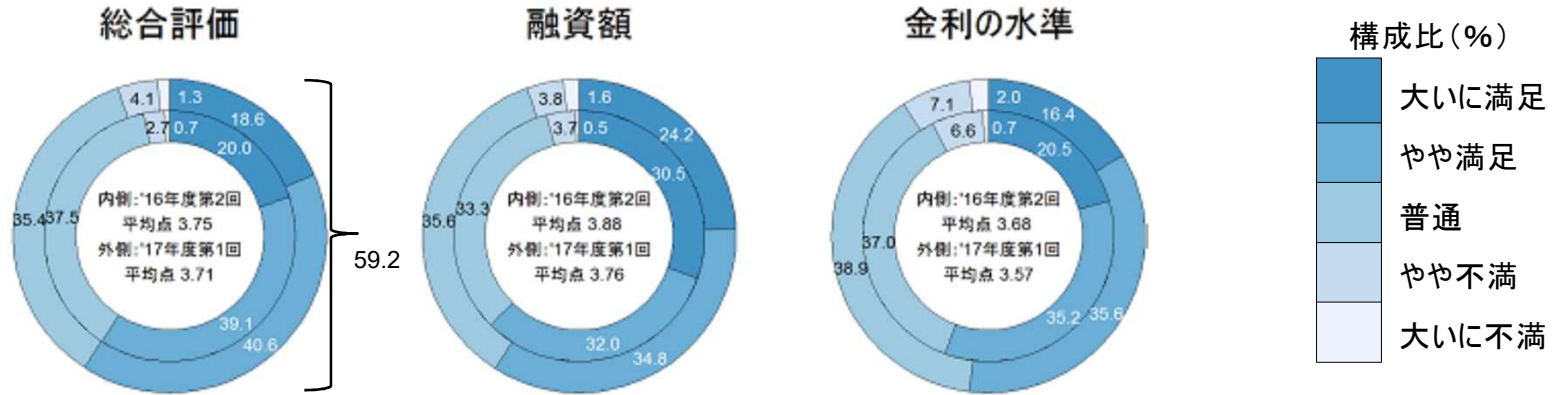 総合評価
1.3
18.6
4.1
0.7
2.7
20.0
35.4
37.5
39.1
40.6
内側:'16年度第2回
平均点 3.75
外側:'17年度第1回
平均点 3.71
59.2
融資額
1.6
24.2
3.8
0.5
3.7
30.5
35.6
33.3
32.0
34.8
内側:'16年度第2回
平均点 3.88
外側:'17年度第1回
平均点 3.76
金利の水準
2.0
16.4
7.1
0.7
6.6
20.5
37.0
38.9
35.2
35.6
内側:'16年度第2回
平均点 3.68
外側:'17年度第1回
平均点 3.57
構成比(%)
大いに満足
やや満足
普通
やや不満
大いに不満